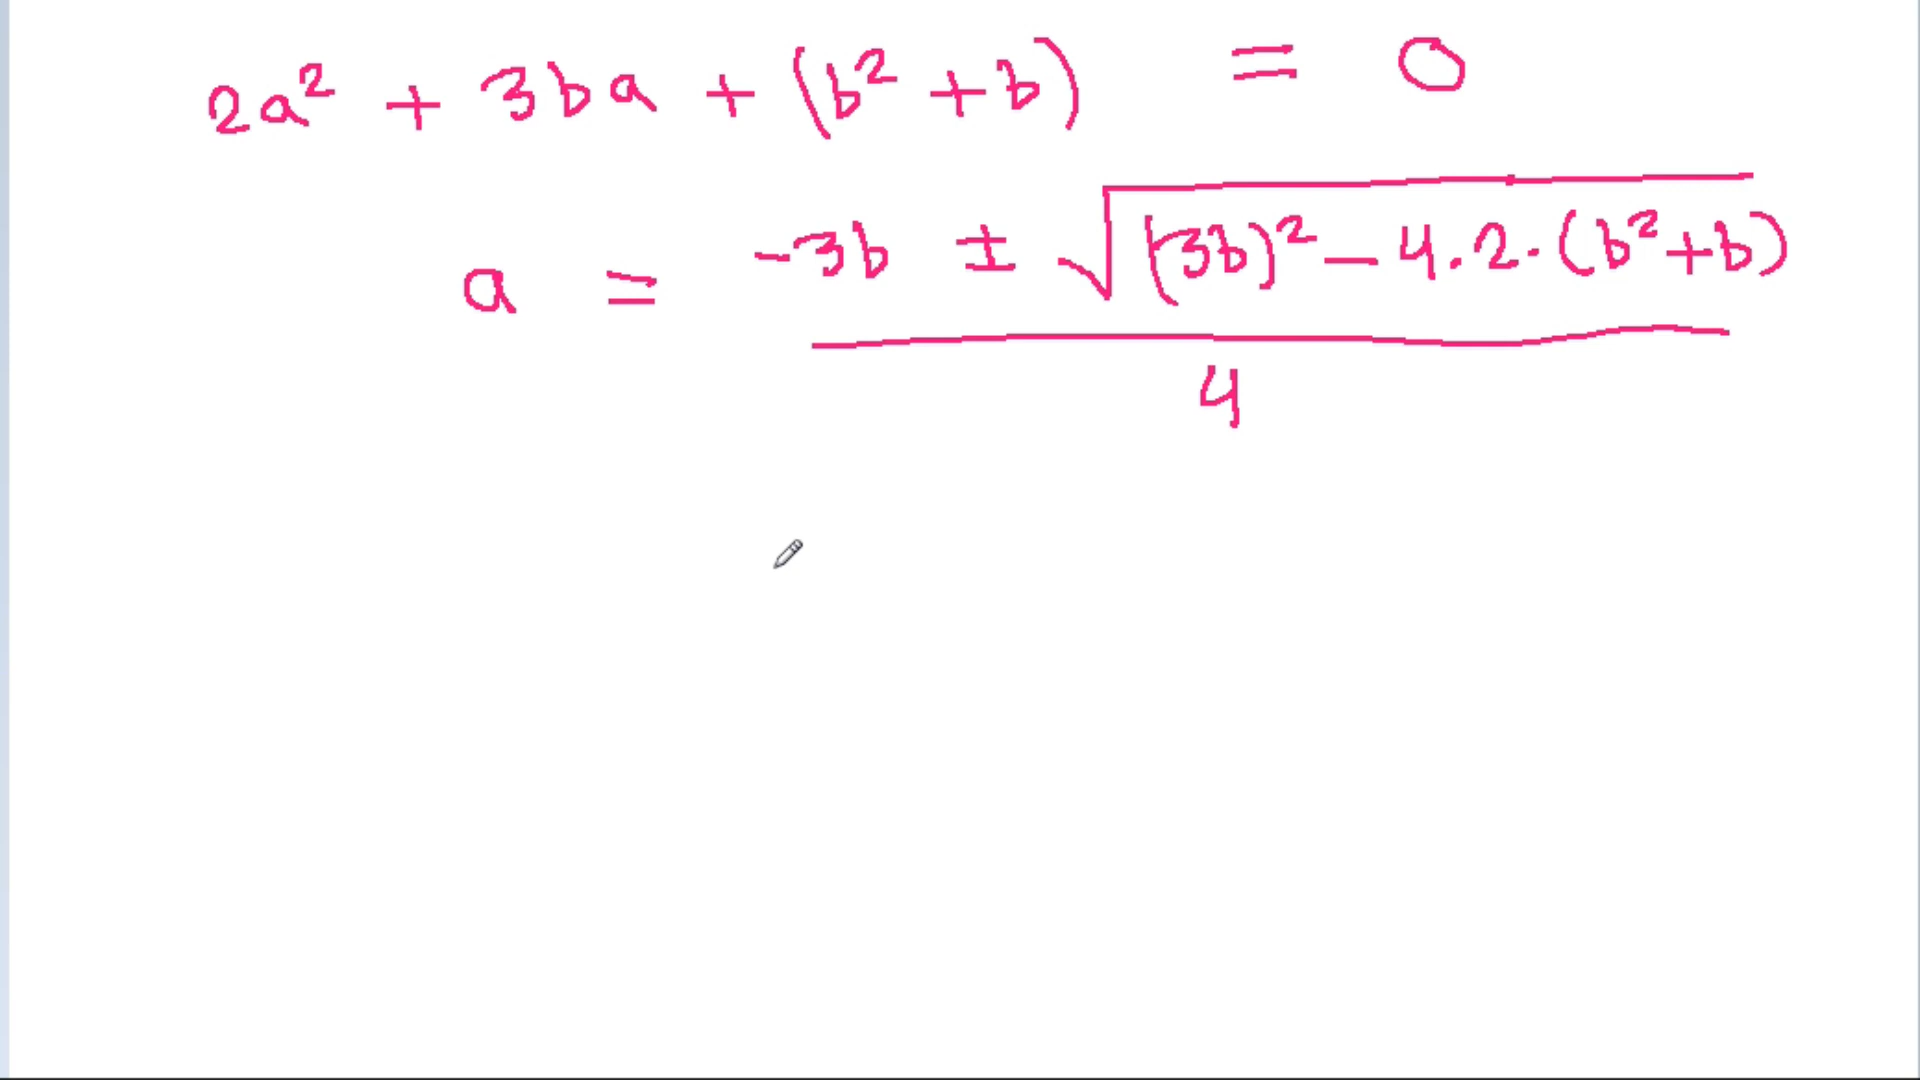 2a² + 3ba + (b² + b) = 0
a = -3b ± √(3b)² - 4.2.(b²+b)
4